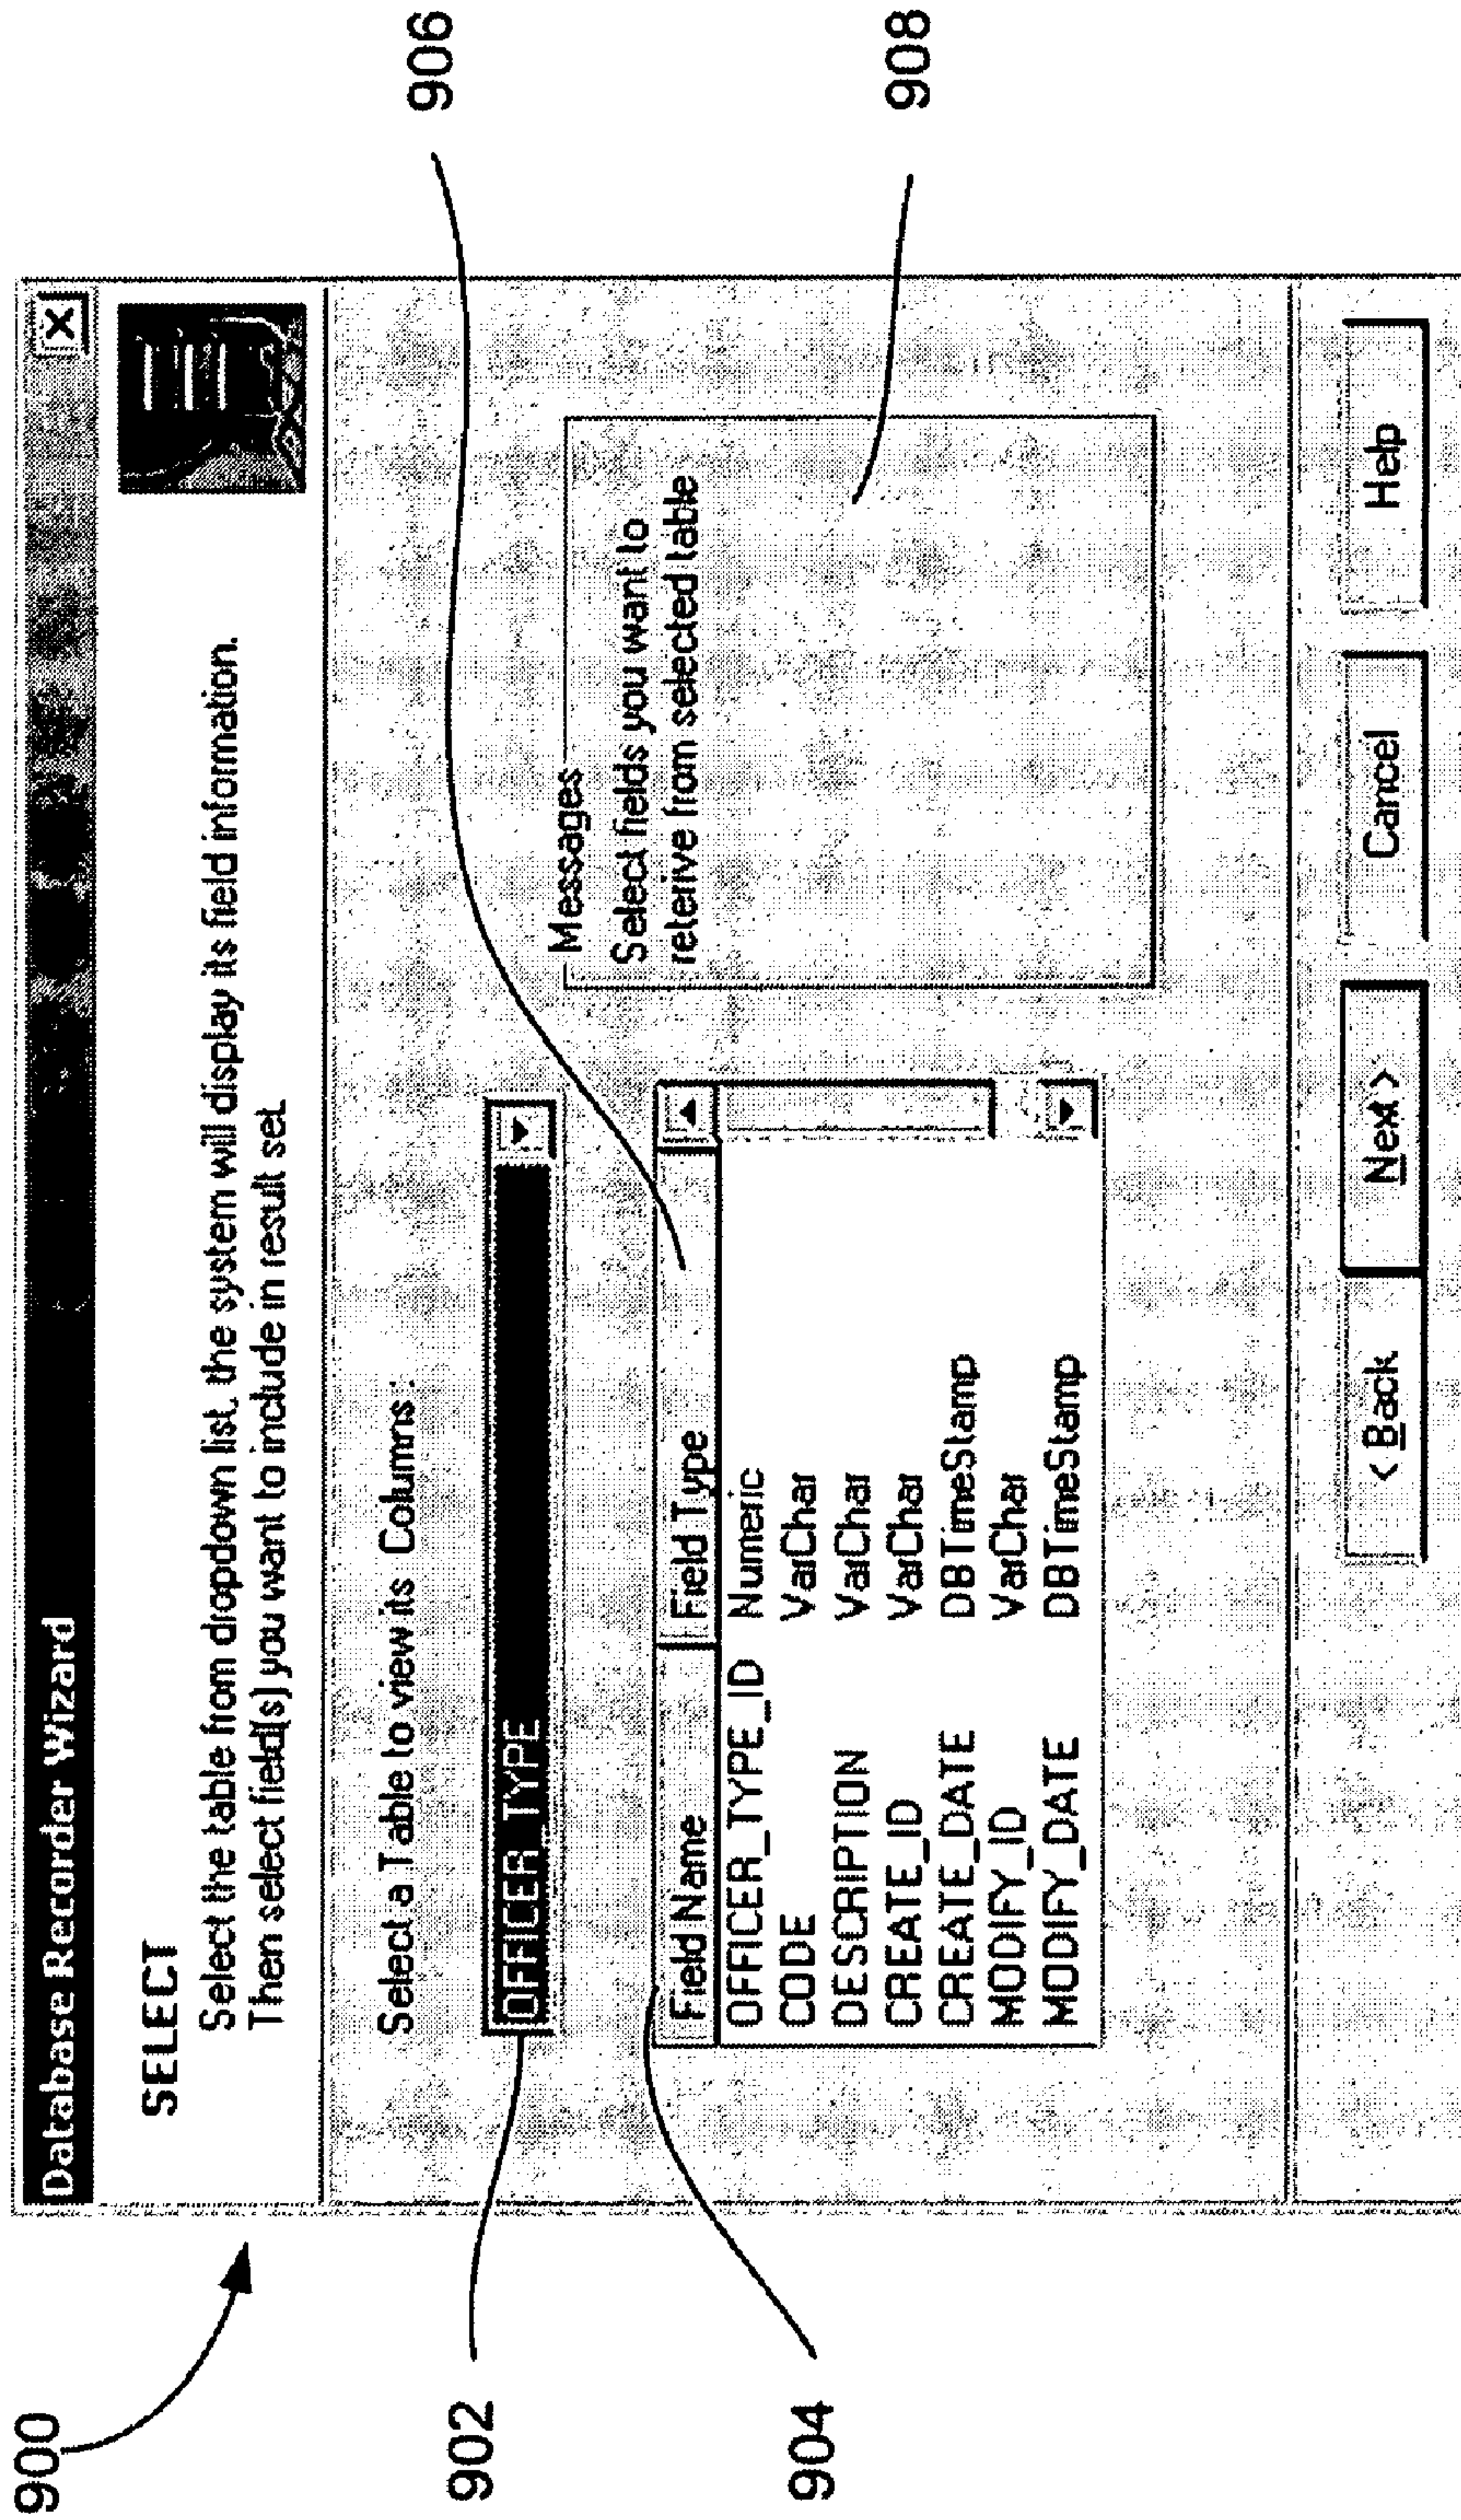 900
Database Recorder Wizard
X
SELECT
Select the table from dropdown list, the system will display its field information.
Then select field(s) you want to include in result set.
906
Select a Table to view its Columns :
902
OFFICER_TYPE
Messages
Select fields you want to
reterive from selected table
904
Field Name Field Type
OFFICER_TYPE_ID Numeric
CODE VarChar
DESCRIPTION VarChar
CREATE_ID VarChar
CREATE_DATE DBTimeStamp
MODIFY_ID VarChar
MODIFY_DATE DBTimeStamp
908
< Back Next > Cancel Help